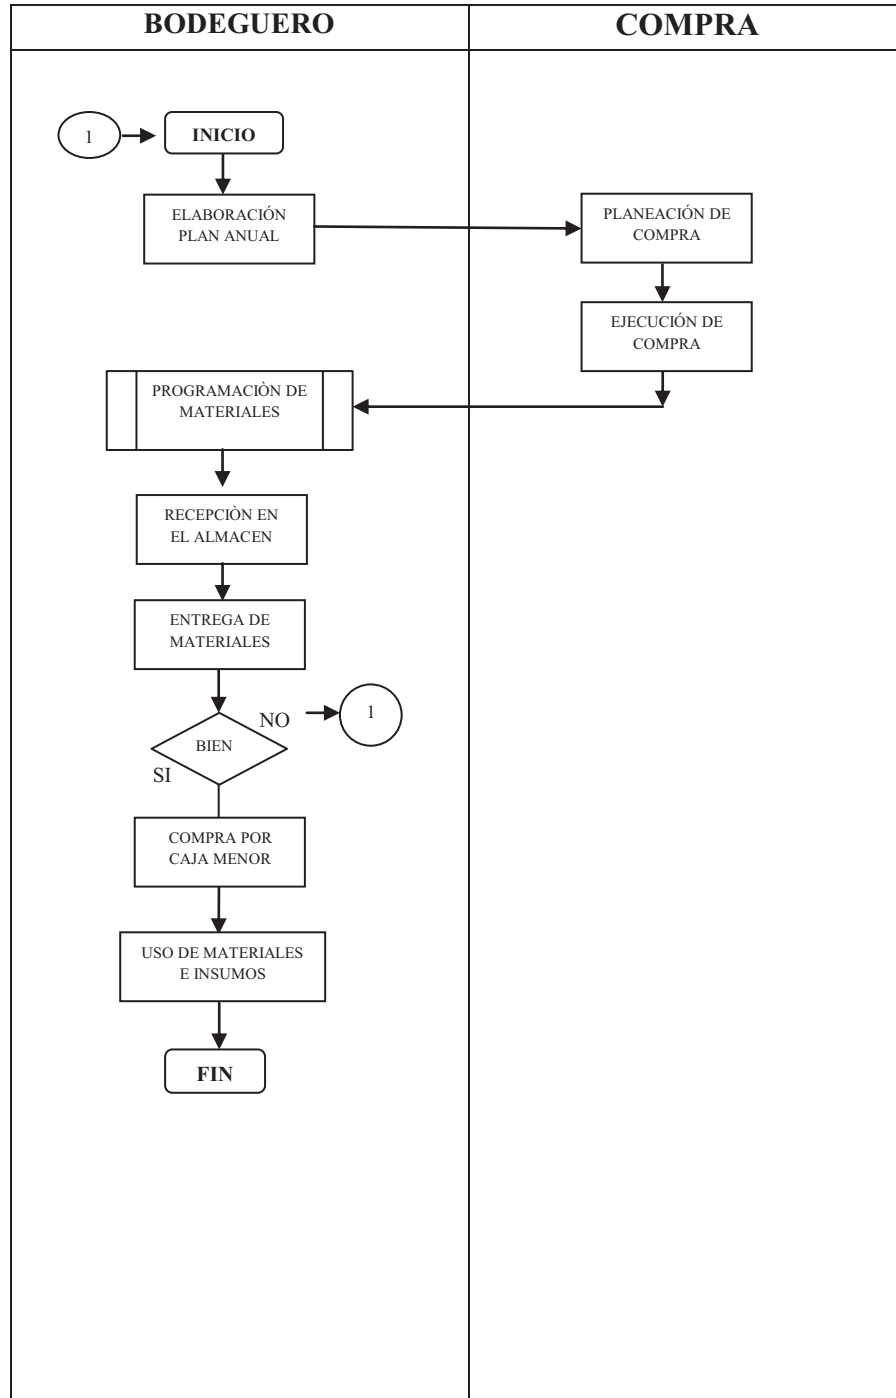 BODEGUERO
COMPRA
1
INICIO
ELABORACIÓN
PLAN ANUAL
PLANEACIÓN DE
COMPRA
EJECUCIÓN DE
COMPRA
PROGRAMACIÒN DE
MATERIALES
RECEPCIÒN EN
EL ALMACEN
ENTREGA DE
MATERIALES
NO
1
BIEN
SI
COMPRA POR
CAJA MENOR
USO DE MATERIALES
E INSUMOS
FIN